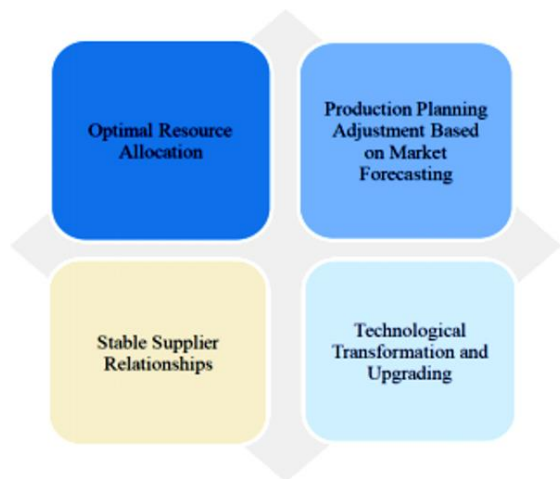 Optimal Resource
Allocation
Production Planning
Adjustment Based
on Market
Forecasting
Stable Supplier
Relationships
Technological
Transformation and
Upgrading